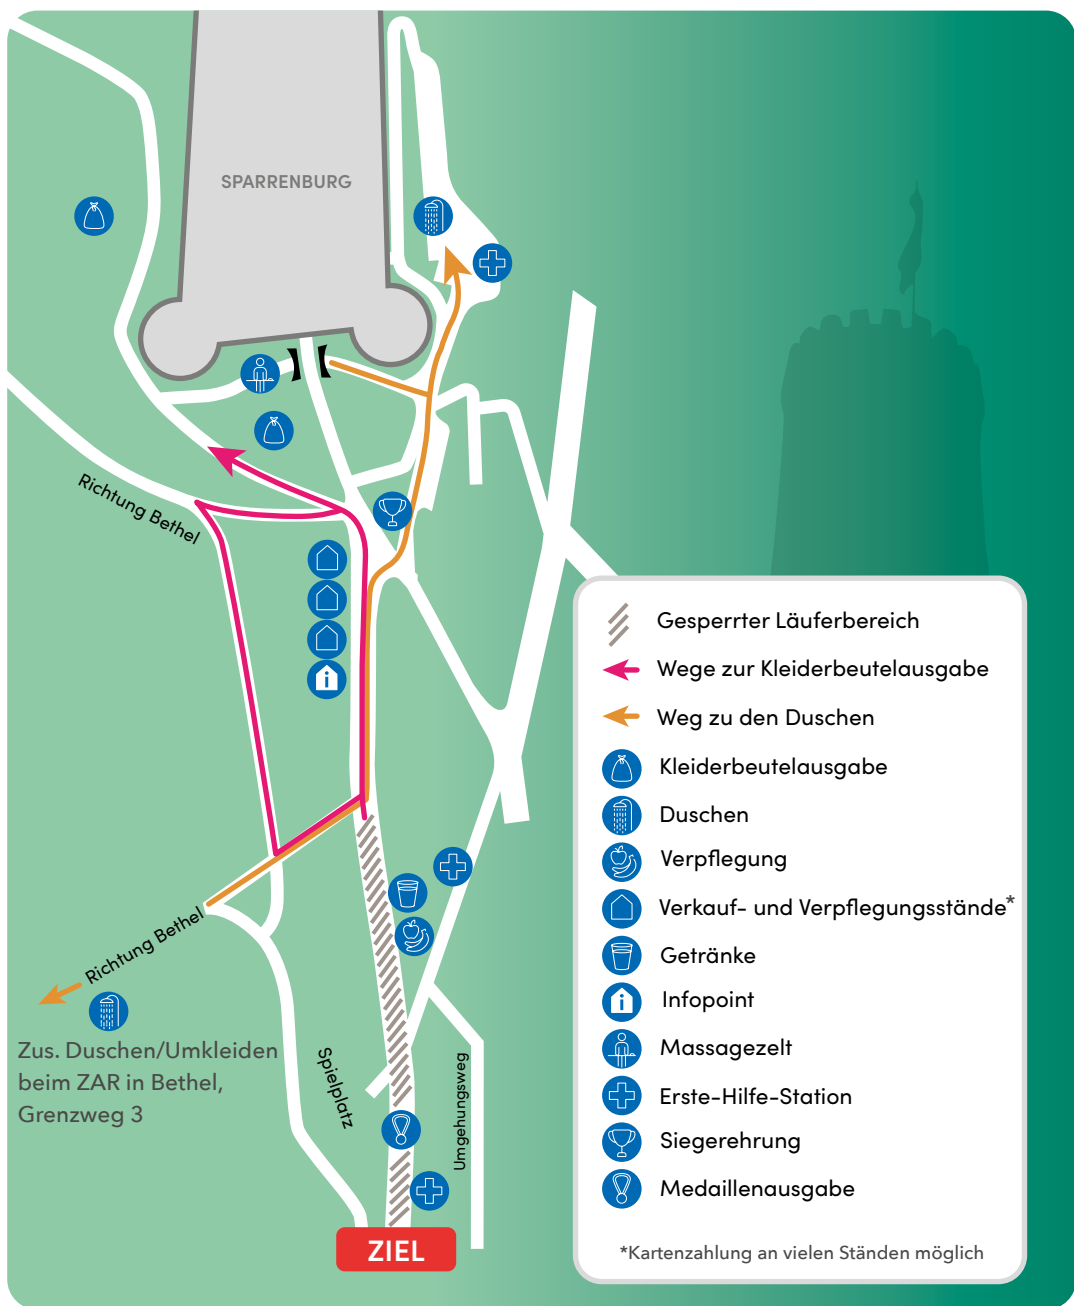 SPARRENBURG
Richtung Bethel
Richtung Bethel
Zus. Duschen/Umkleiden
beim ZAR in Bethel,
Grenzweg 3
Spielplatz
Umgehungsweg
ZIEL
Gesperrter Läuferbereich
Wege zur Kleiderbeutelausgabe
Weg zu den Duschen
Kleiderbeutelausgabe
Duschen
Verpflegung
Verkauf- und Verpflegungsstände*
Getränke
Infopoint
Massagezelt
Erste-Hilfe-Station
Siegerehrung
Medaillenausgabe
*Kartenzahlung an vielen Ständen möglich